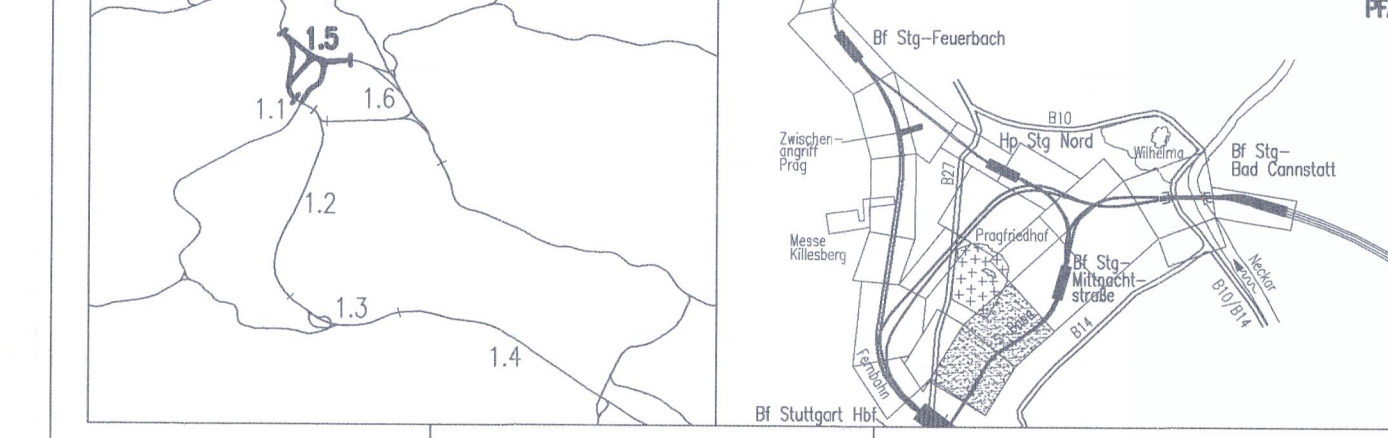 1.5
1.1
1.6
1.2
1.3
1.4
PFA
Bf Stg-Feuerbach
Zwischen-
angriff
Prag
B10
Hp Stg Nord
Wilhelma
Bf Stg-
Bad Cannstatt
B27
Messe
Killesberg
Pragfriedhof
Bf Stg-
Mittnacht-
straße
Neckar
B10/B14
B14
Fernbahn
Bf Stuttgart Hbf